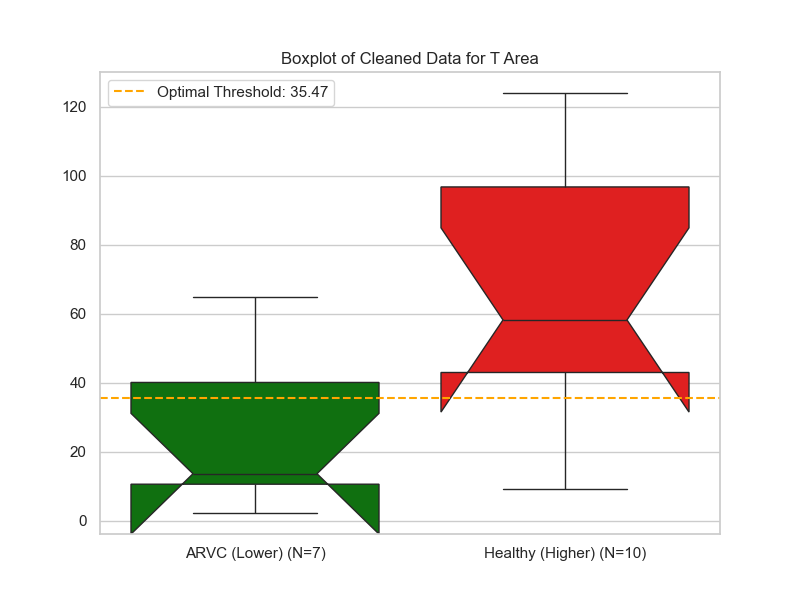 Boxplot of Cleaned Data for T Area
Optimal Threshold: 35.47
120
100
80
60
40
20
0
ARVC (Lower) (N=7)
Healthy (Higher) (N=10)